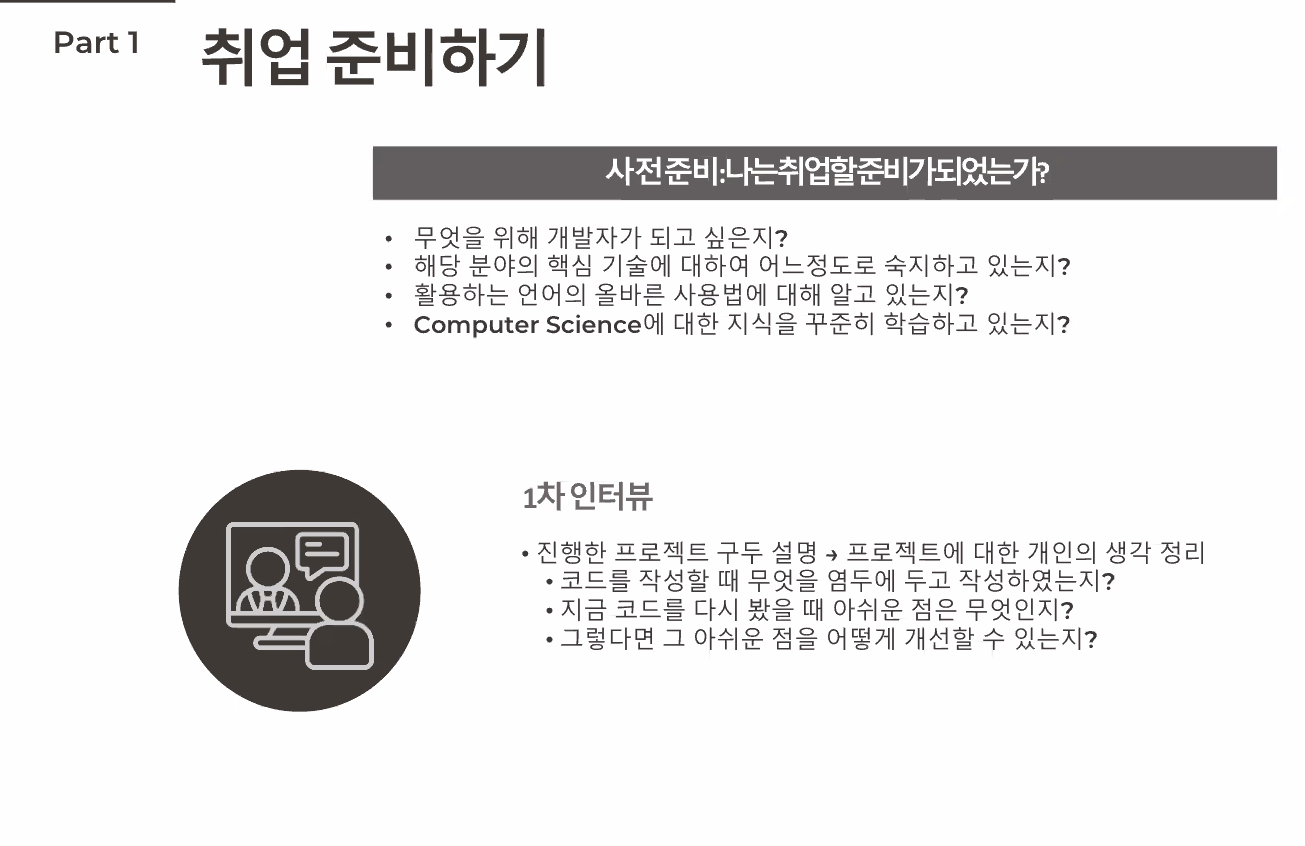 Part 1
취업 준비하기
사전 준비:나는 취업할 준비가 되었는가?
• 무엇을 위해 개발자가 되고 싶은지?
• 해당 분야의 핵심 기술에 대하여 어느정도로 숙지하고 있는지?
• 활용하는 언어의 올바른 사용법에 대해 알고 있는지?
• Computer Science에 대한 지식을 꾸준히 학습하고 있는지?
1차 인터뷰
• 진행한 프로젝트 구두 설명 → 프로젝트에 대한 개인의 생각 정리
• 코드를 작성할 때 무엇을 염두에 두고 작성하였는지?
• 지금 코드를 다시 봤을 때 아쉬운 점은 무엇인지?
• 그렇다면 그 아쉬운 점을 어떻게 개선할 수 있는지?